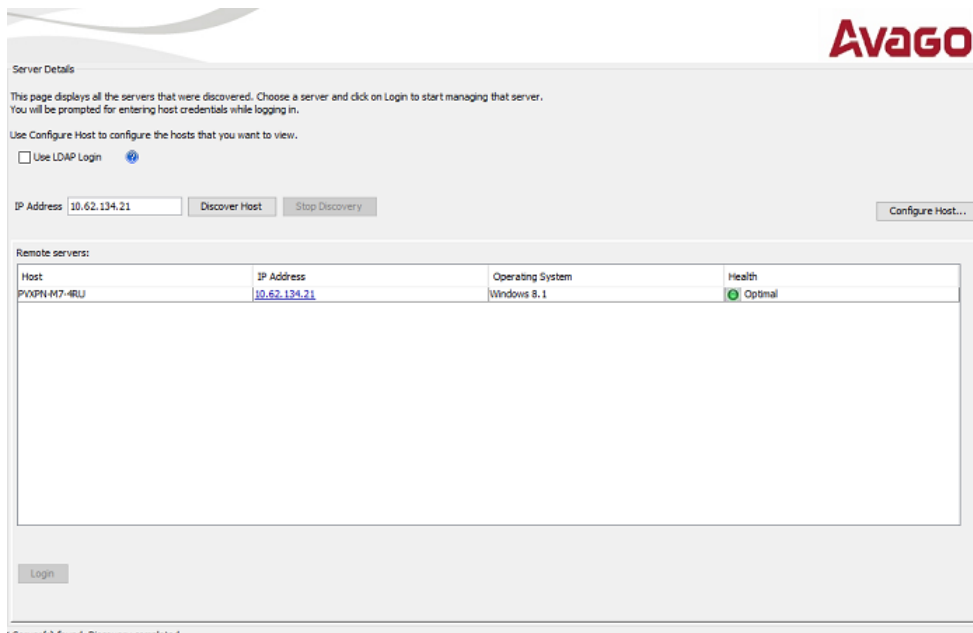 Avago
Server Details
This page displays all the servers that were discovered. Choose a server and click on Login to start managing that server.
You will be prompted for entering host credentials while logging in.
Use Configure Host to configure the hosts that you want to view.
Use LDAP Login
IP Address 10.62.134.21 Discover Host Stop Discovery
Configure Host...
Remote servers:
Host IP Address Operating System Health
PVXPN-M7-4RU 10.62.134.21 Windows 8.1 Optimal
Login